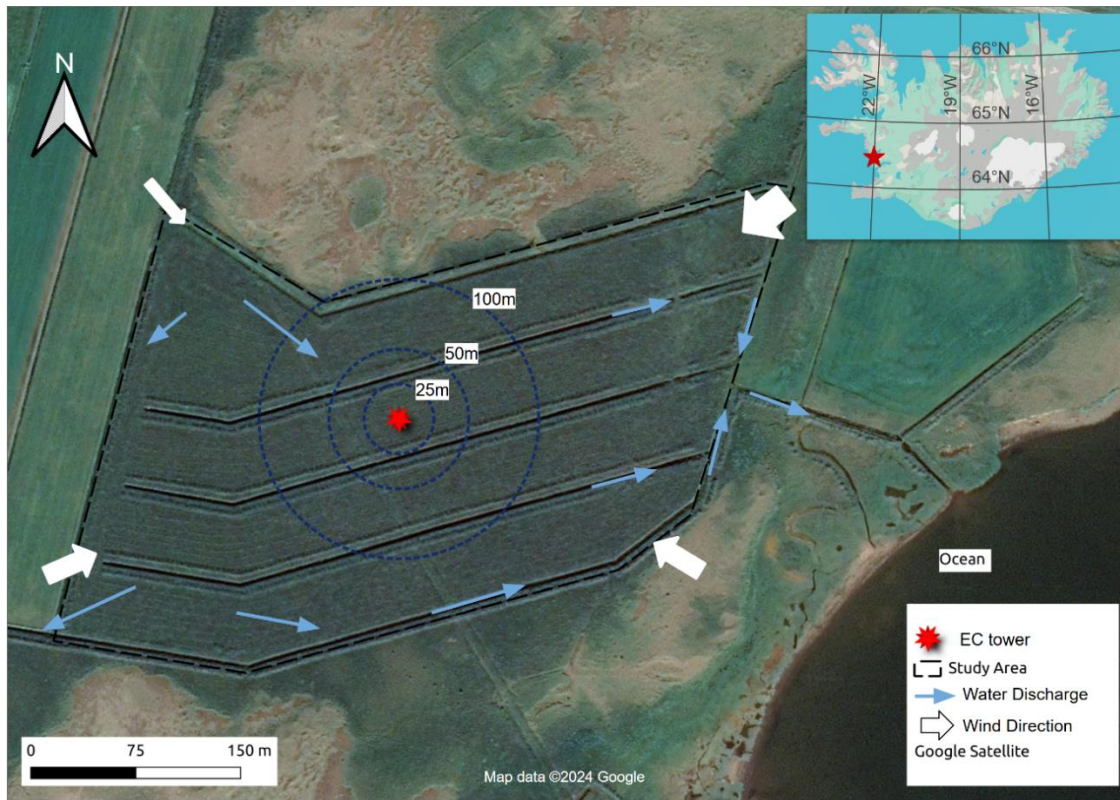 N
66°N
22°W
19°W
16°W
65°N
64°N
100m
50m
25m
Ocean
EC tower
Study Area
Water Discharge
Wind Direction
Google Satellite
0 75 150 m
Map data ©2024 Google